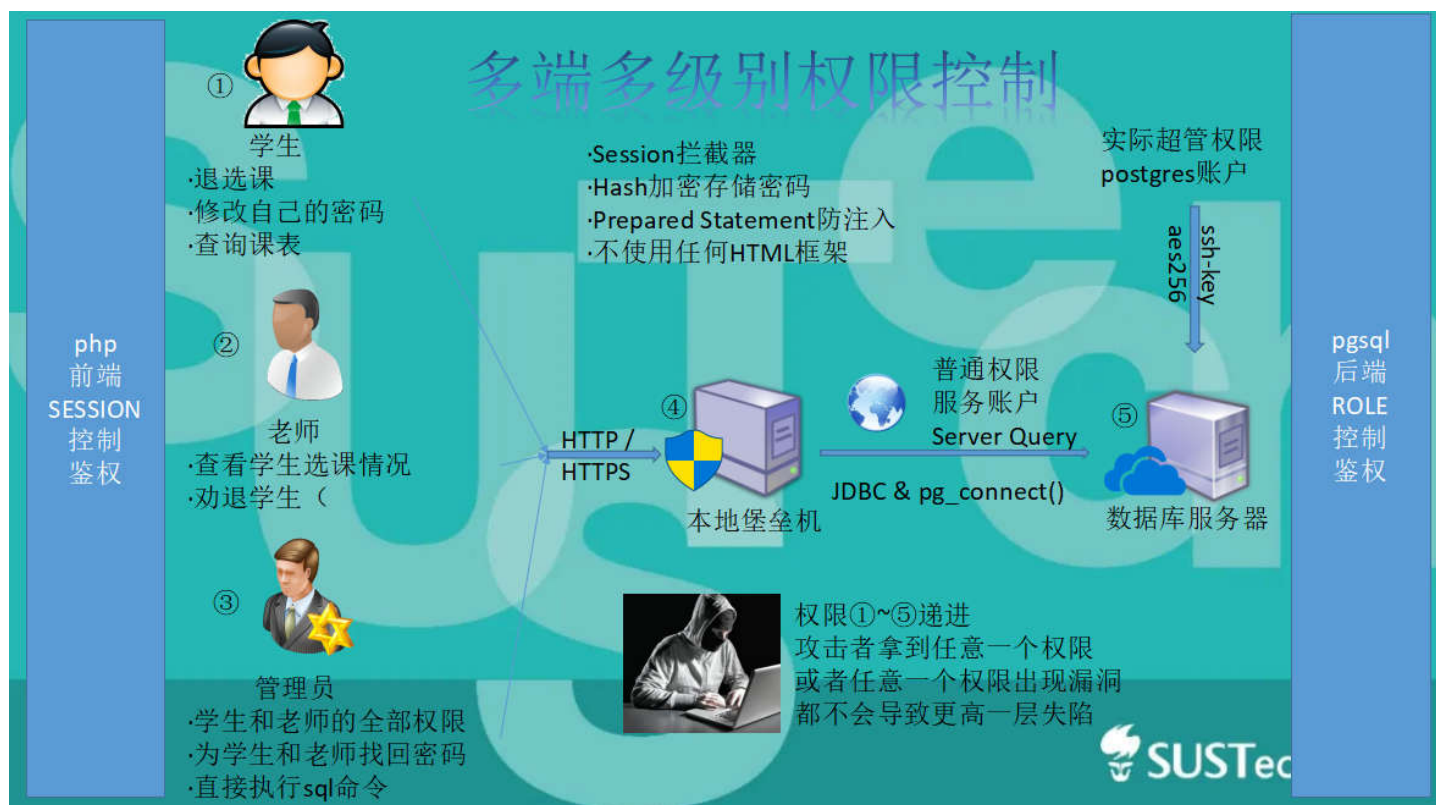 多端多级别权限控制
php
前端
SESSION
控制
鉴权
①
学生
·退选课
·修改自己的密码
·查询课表
②
老师
·查看学生选课情况
·劝退学生（
③
管理员
·学生和老师的全部权限
·为学生和老师找回密码
·直接执行sql命令
·Session拦截器
·Hash加密存储密码
·Prepared Statement防注入
·不使用任何HTML框架
HTTP /
HTTPS
④
本地堡垒机
普通权限
服务账户
Server Query
JDBC & pg_connect()
实际超管权限
postgres账户
ssh-key
aes256
⑤
数据库服务器
权限①~⑤递进
攻击者拿到任意一个权限
或者任意一个权限出现漏洞
都不会导致更高一层失陷
pgsql
后端
ROLE
控制
鉴权
SUSTec